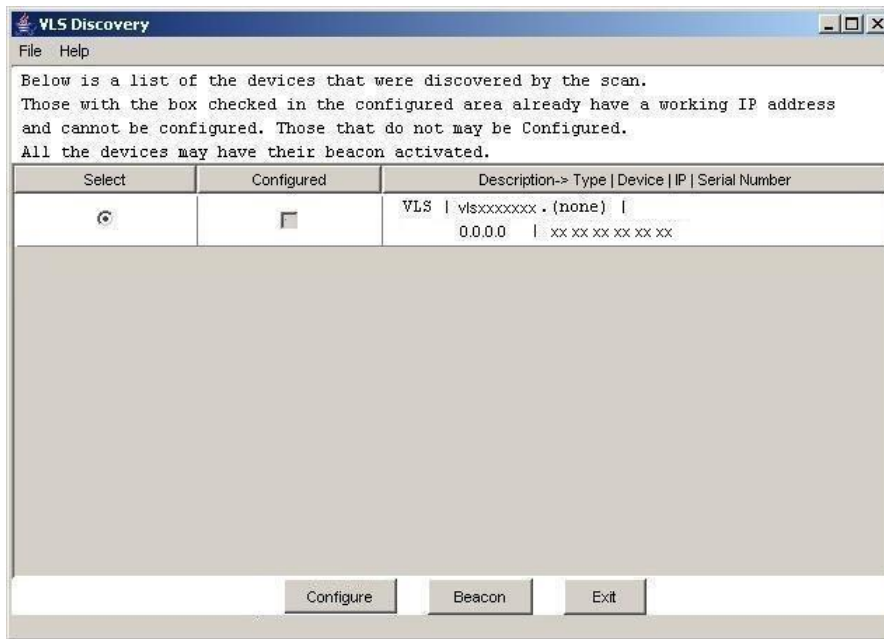 VLS Discovery
File Help
Below is a list of the devices that were discovered by the scan.
Those with the box checked in the configured area already have a working IP address
and cannot be configured. Those that do not may be Configured.
All the devices may have their beacon activated.
Select Configured Description-> Type | Device | IP | Serial Number
VLS | vlsxxxxxxx . (none) |
0.0.0.0 | xx xx xx xx xx xx
Configure Beacon Exit